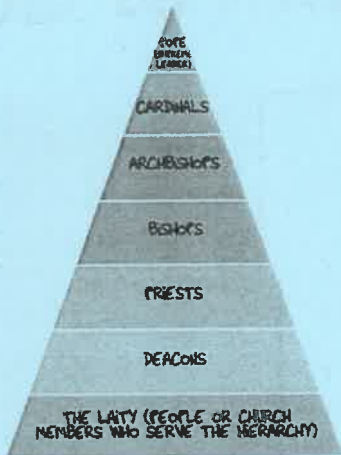 POPE
(SUPREME
LEADER)
CARDINALS
ARCHBISHOPS
BISHOPS
PRIESTS
DEACONS
THE LAITY (PEOPLE OR CHURCH
MEMBERS WHO SERVE THE HIERARCHY)